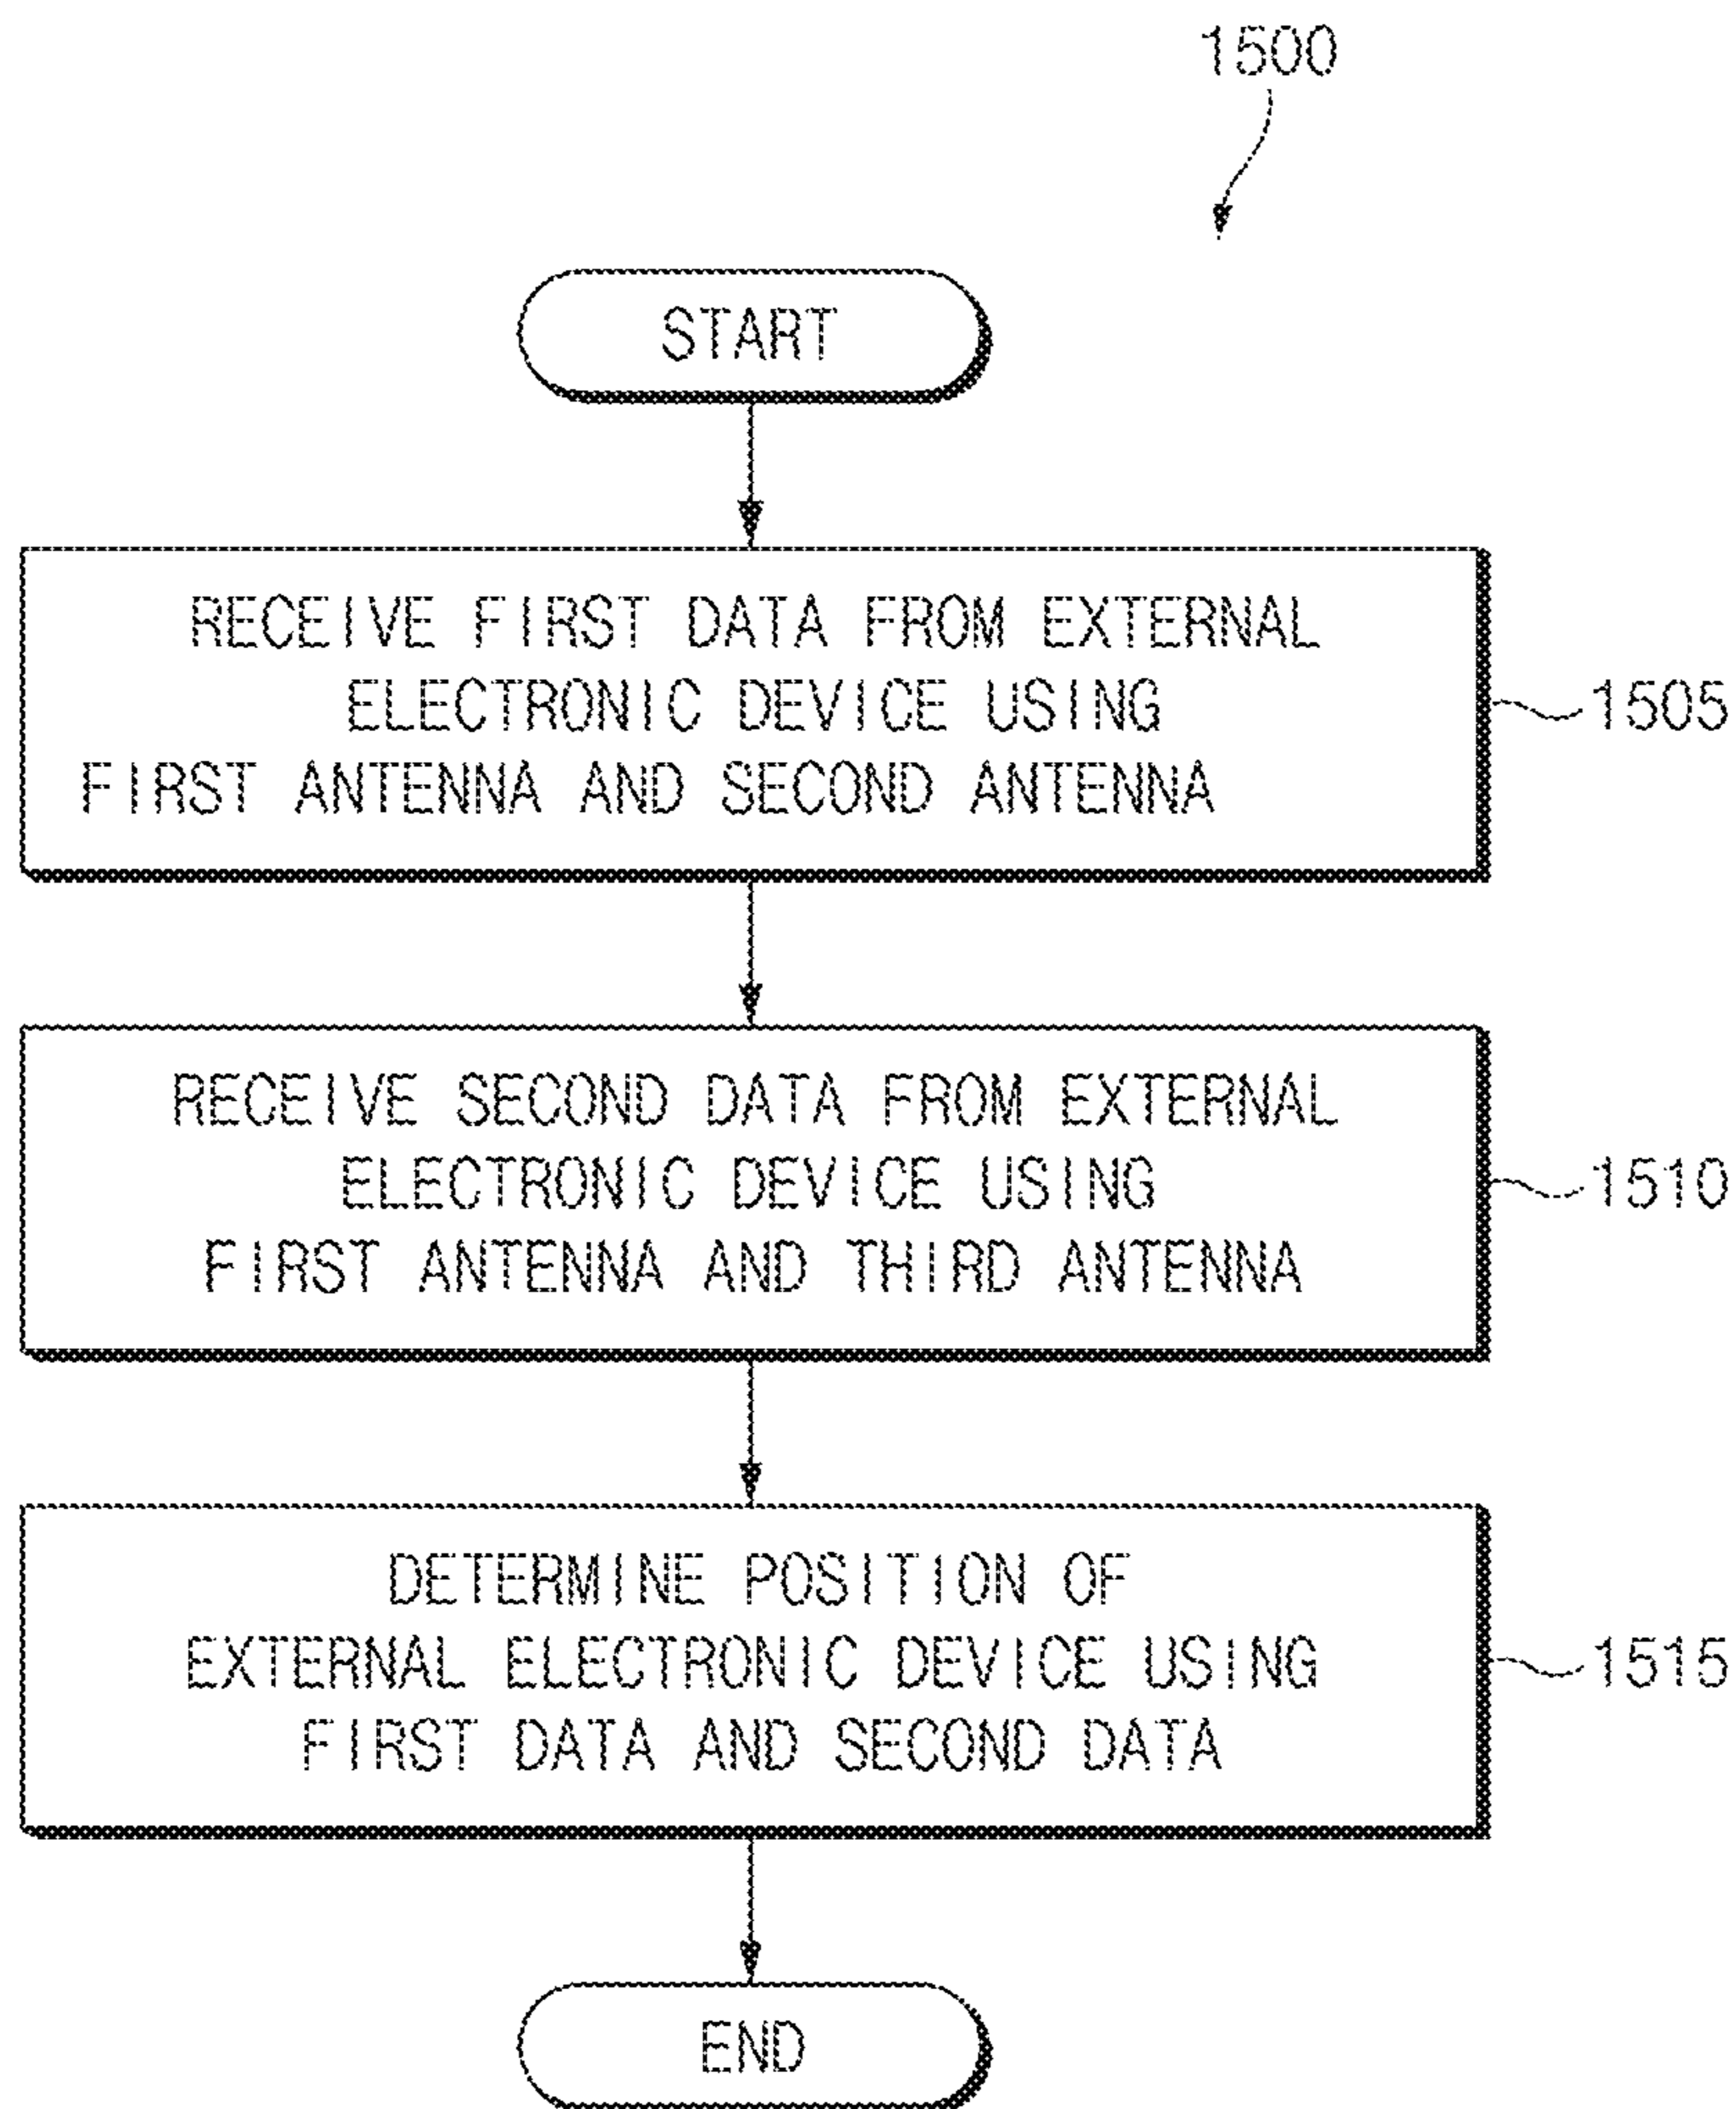 1500
START
RECEIVE FIRST DATA FROM EXTERNAL
ELECTRONIC DEVICE USING
FIRST ANTENNA AND SECOND ANTENNA
1505
RECEIVE SECOND DATA FROM EXTERNAL
ELECTRONIC DEVICE USING
FIRST ANTENNA AND THIRD ANTENNA
1510
DETERMINE POSITION OF
EXTERNAL ELECTRONIC DEVICE USING
FIRST DATA AND SECOND DATA
1515
END